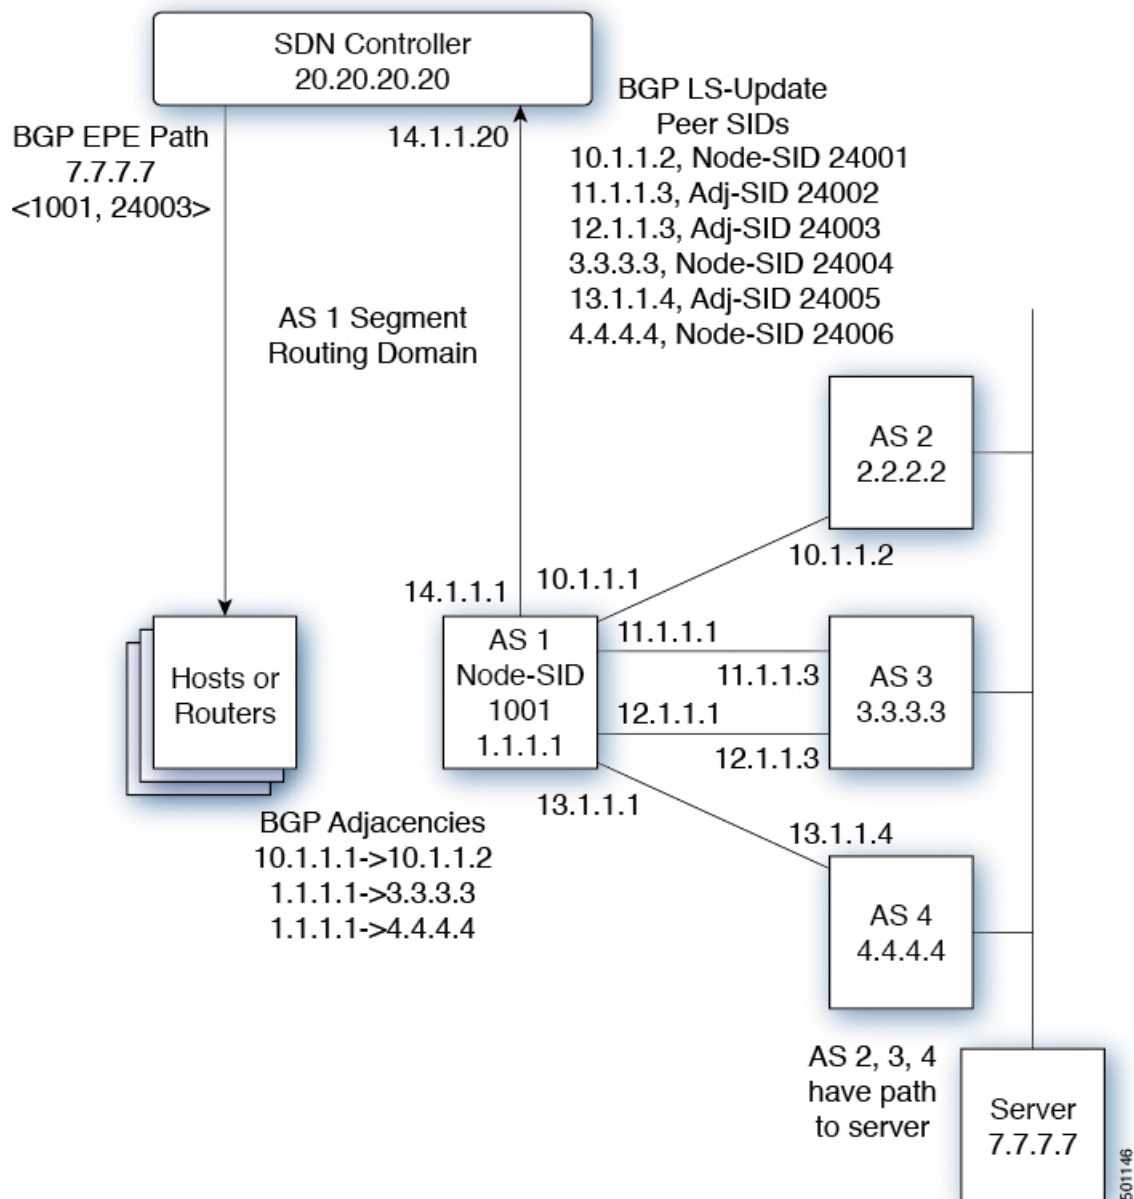 SDN Controller
20.20.20.20
BGP LS-Update
Peer SIDs
10.1.1.2, Node-SID 24001
11.1.1.3, Adj-SID 24002
12.1.1.3, Adj-SID 24003
3.3.3.3, Node-SID 24004
13.1.1.4, Adj-SID 24005
4.4.4.4, Node-SID 24006
BGP EPE Path
7.7.7.7
<1001, 24003>
14.1.1.20
AS 1 Segment
Routing Domain
AS 2
2.2.2.2
10.1.1.2
10.1.1.1
14.1.1.1
Hosts or
Routers
AS 1
Node-SID
1001
1.1.1.1
11.1.1.1
11.1.1.3
12.1.1.1
12.1.1.3
AS 3
3.3.3.3
13.1.1.1
13.1.1.4
BGP Adjacencies
10.1.1.1->10.1.1.2
1.1.1.1->3.3.3.3
1.1.1.1->4.4.4.4
AS 4
4.4.4.4
AS 2, 3, 4
have path
to server
Server
7.7.7.7
501146